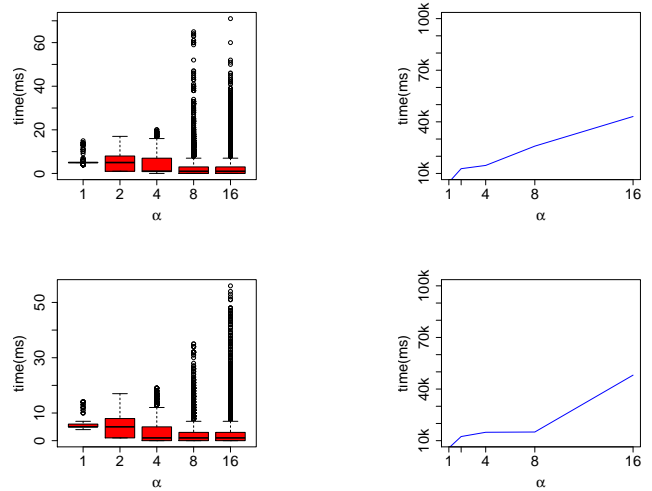 time(ms)
60
40
20
0
1 2 4 8 16
α
time(ms)
100k
70k
40k
10k
1 4 8 16
α
time(ms)
50
30
10
0
1 2 4 8 16
α
time(ms)
100k
70k
40k
10k
1 4 8 16
α